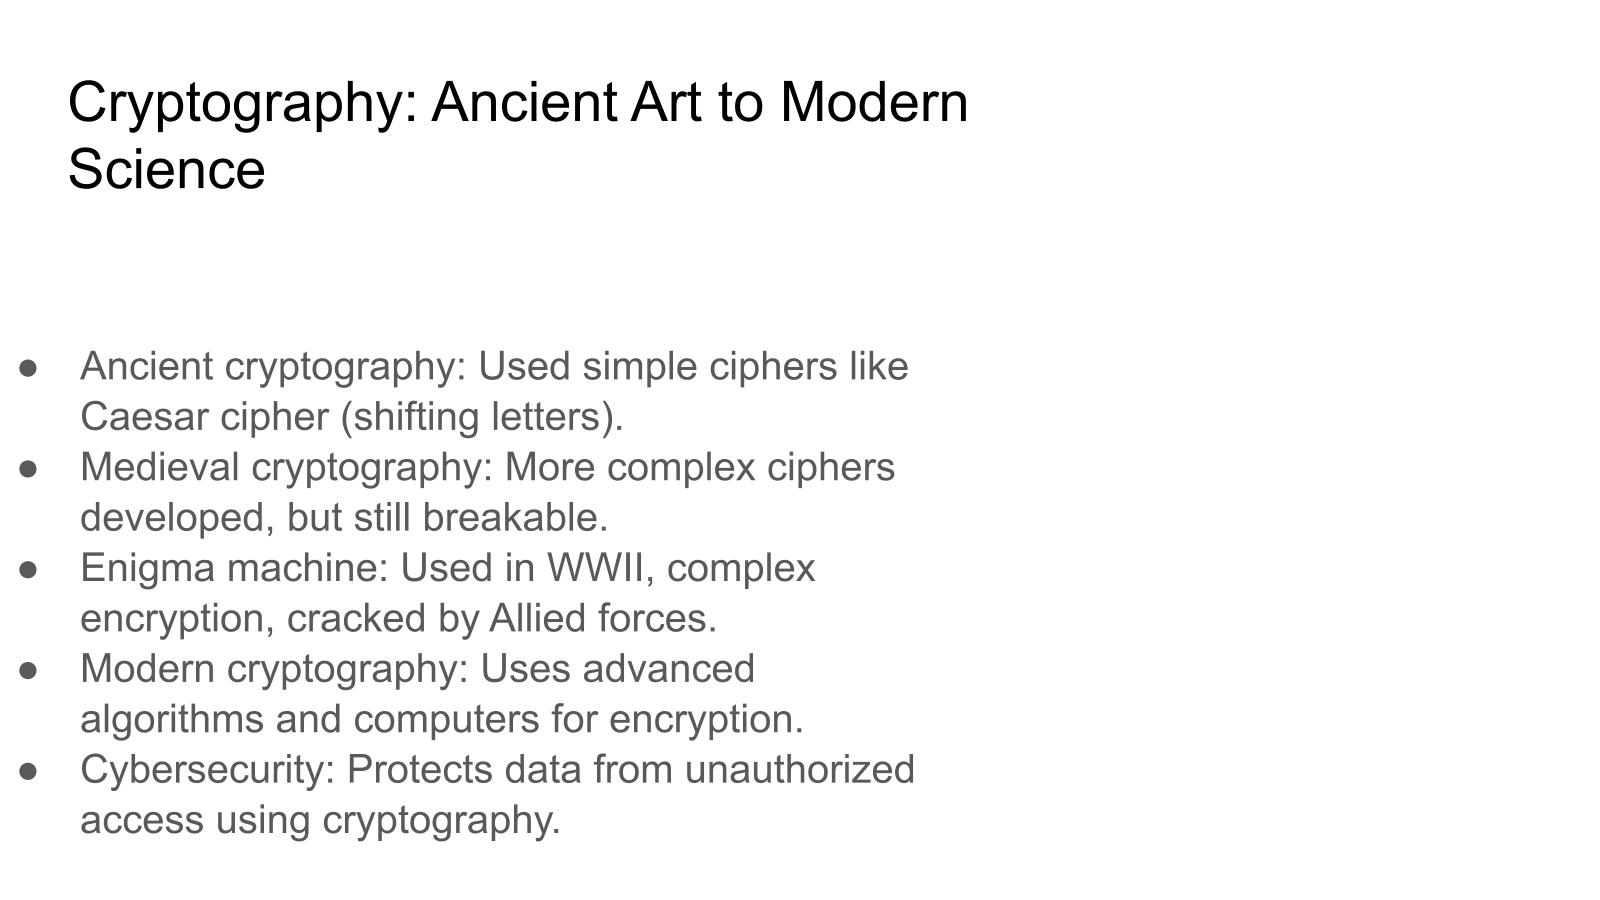 Cryptography: Ancient Art to Modern
Science
● Ancient cryptography: Used simple ciphers like
Caesar cipher (shifting letters).
● Medieval cryptography: More complex ciphers
developed, but still breakable.
● Enigma machine: Used in WWII, complex
encryption, cracked by Allied forces.
● Modern cryptography: Uses advanced
algorithms and computers for encryption.
● Cybersecurity: Protects data from unauthorized
access using cryptography.